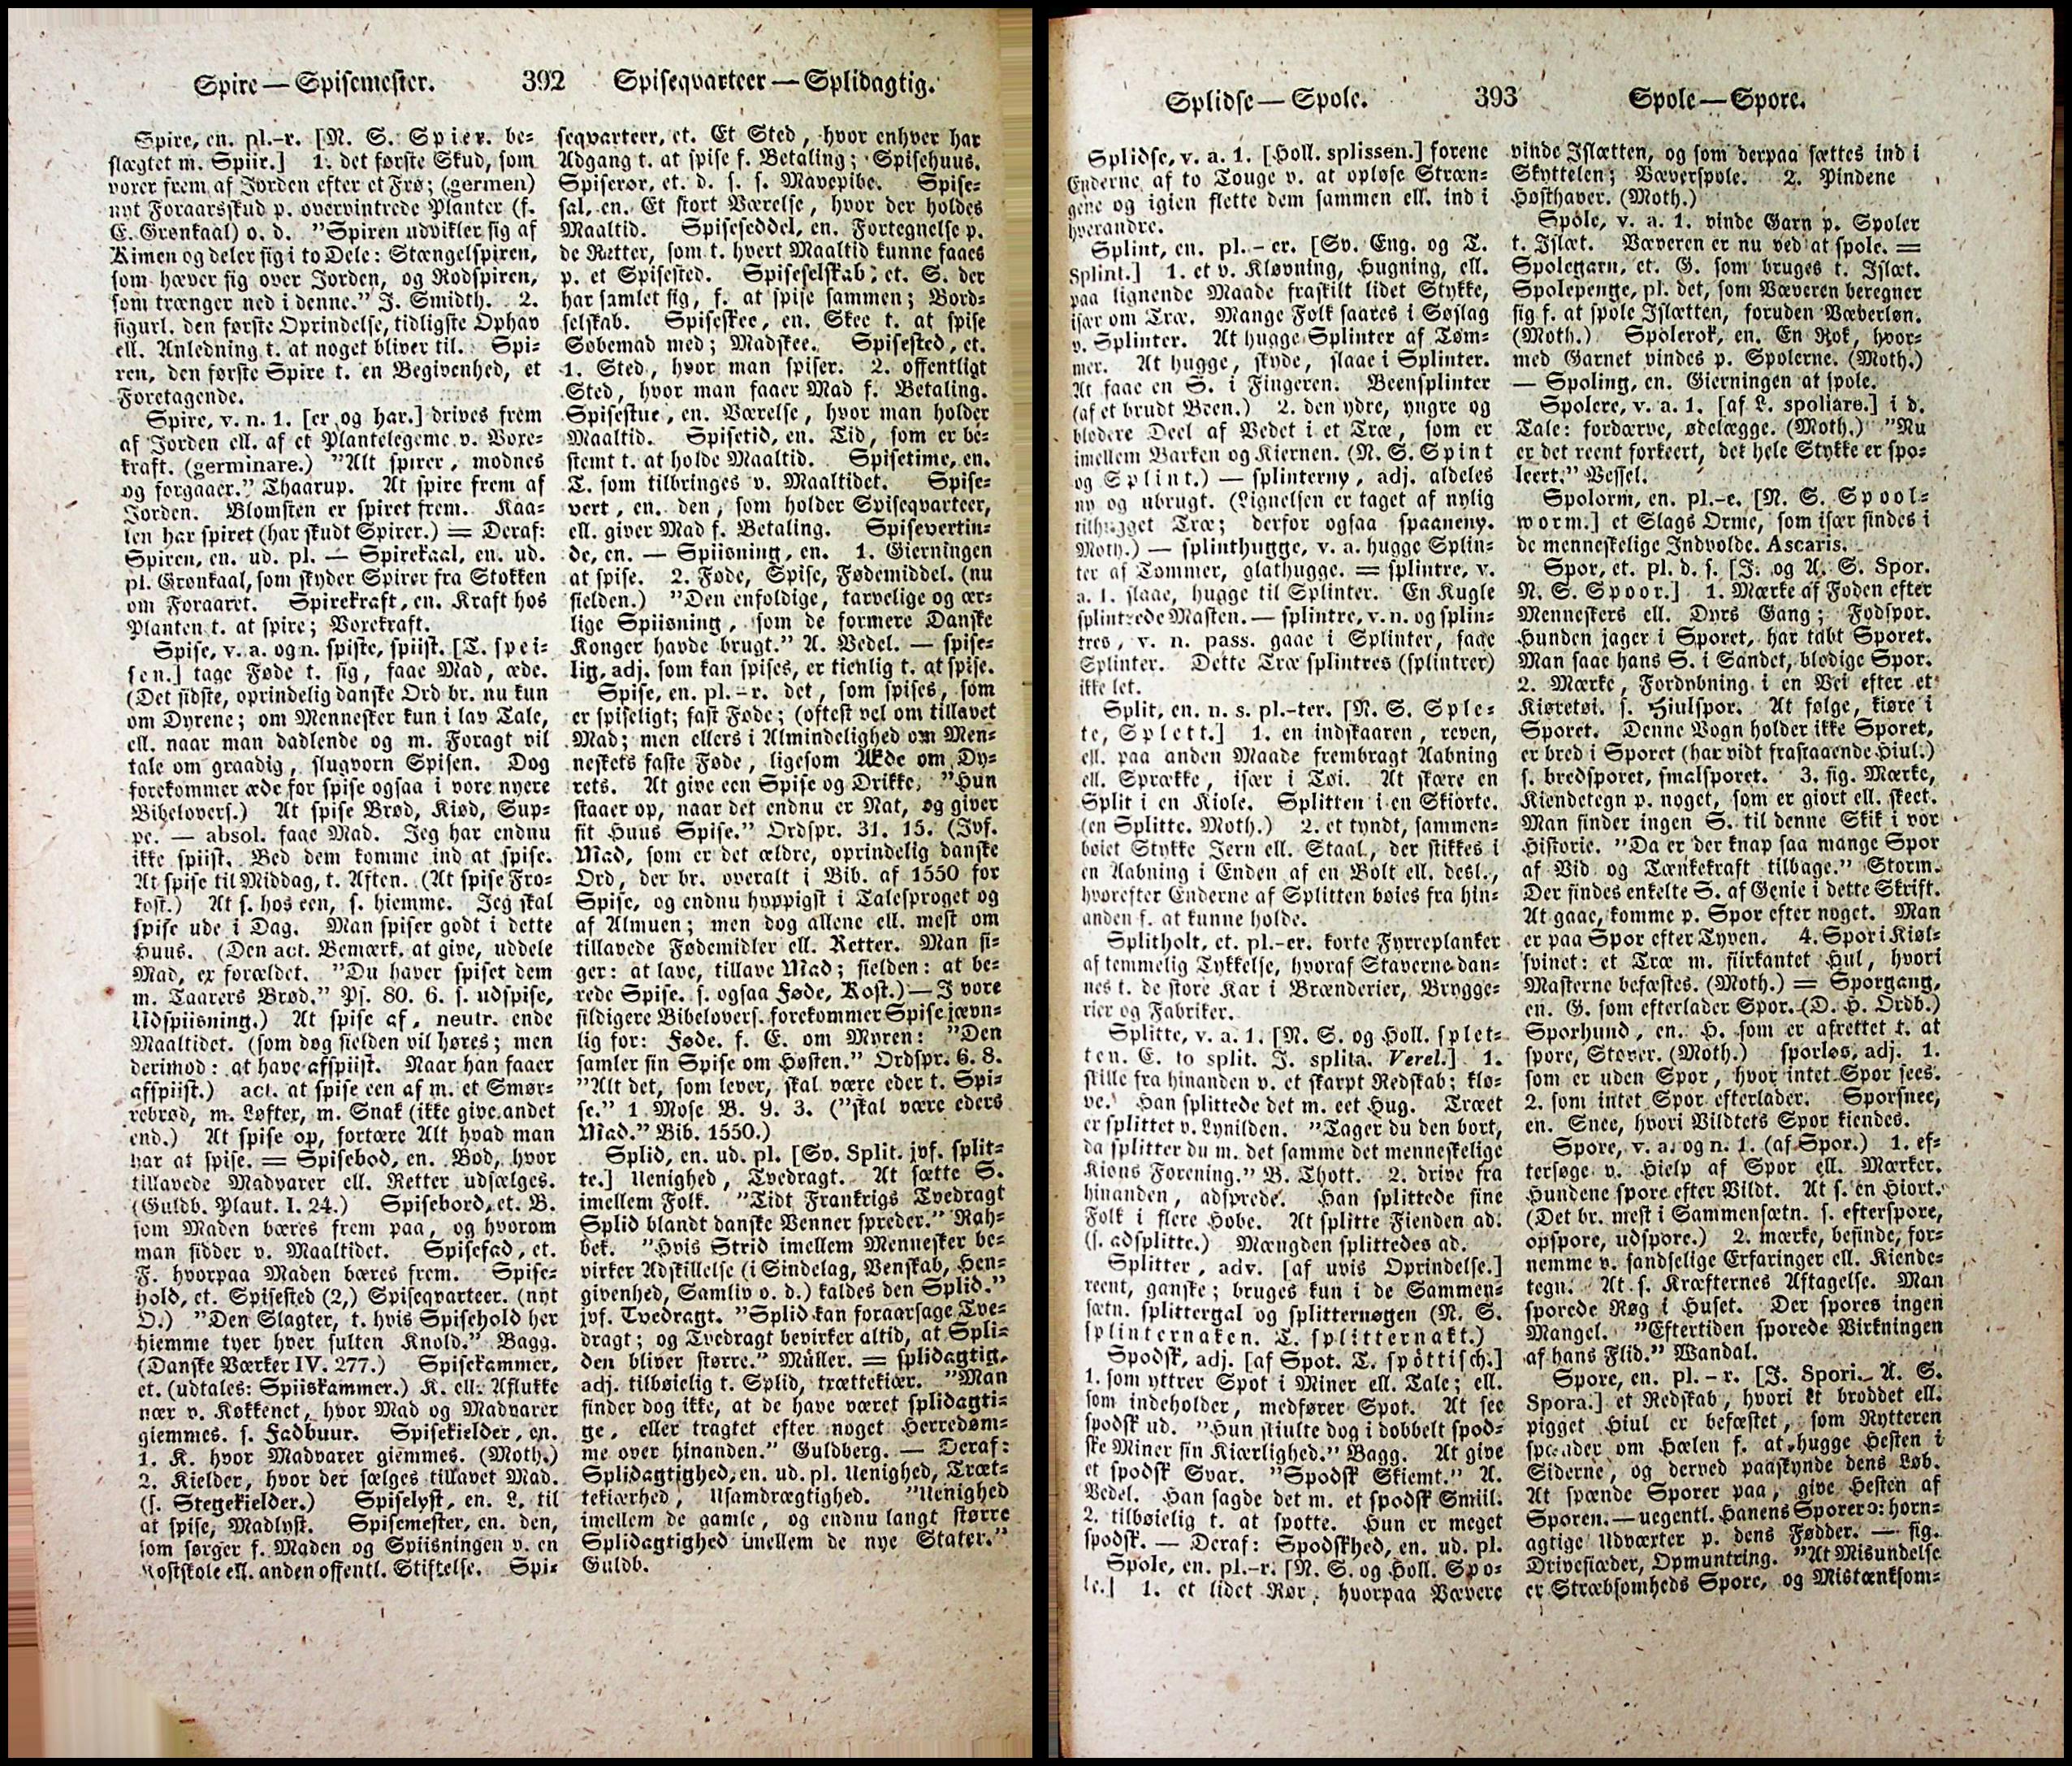 Spire — Spisemester.
392
Spiseqvarteer — Splidagtig.
Spire, en. pl.-r. [N. S. Spier. be-
slægtet m. Spiir.] 1. det første Skud, som
voxer frem af Jorden efter et Frø; (germen)
nyt Foraarsskud p. overvintrede Planter (f.
E. Grønkaal) o. d. "Spiren udvikler sig af
Kimen og deler sig i to Dele: Stængelspiren,
som hæver sig over Jorden, og Rodspiren,
som trænger ned i denne." J. Smidth. 2.
figurl. den første Oprindelse, tidligste Ophav
ell. Anledning t. at noget bliver til. Spi-
ren, den første Spire t. en Begivenhed, et
Foretagende.
Spire, v. n. 1. [er og har.] drives frem
af Jorden ell. af et Plantelegeme v. Voxe-
kraft. (germinare.) "Alt spirer, modnes
og forgaaer." Thaarup. At spire frem af
Jorden. Blomsten er spiret frem. Kaa-
len har spiret (har skudt Spirer.) = Deraf:
Spiren, en. ud. pl. — Spirekaal, en. ud.
pl. Grønkaal, som skyder Spirer fra Stokken
om Foraaret. Spirekraft, en. Kraft hos
Planten t. at spire; Voxekraft.
Spise, v. a. og n. spiste, spiist. [T. spei-
sen.] tage Føde t. sig, faae Mad, æde.
(Det sidste, oprindelig danske Ord br. nu kun
om Dyrene; om Mennesker kun i lav Tale,
ell. naar man dadlende og m. Foragt vil
tale om graadig, slugvorn Spisen. Dog
forekommer æde for spise ogsaa i vore nyere
Bibelovers.) At spise Brød, Kiød, Sup-
pe. — absol. faae Mad. Jeg har endnu
ikke spiist. Bed dem komme ind at spise.
At spise til Middag, t. Aften. (At spise Fro-
kost.) At s. hos een, s. hiemme. Jeg skal
spise ude i Dag. Man spiser godt i dette
Huus. (Den act. Bemærk. at give, uddele
Mad, er forældet. "Du haver spiset dem
m. Taarers Brød." Ps. 80. 6. s. udspise,
Udspiisning.) At spise af, neutr. ende
Maaltidet. (som dog sielden vil høres; men
derimod: at have afspiist. Naar han faaer
afspiist.) act. at spise een af m. et Smør-
rebrød, m. Løfter, m. Snak (ikke give andet
end.) At spise op, fortære Alt hvad man
har at spise. = Spisebod, en. Bod, hvor
tillavede Madvarer ell. Retter udsælges.
(Guldb. Plaut. I. 24.) Spisebord, et. B.
som Maden bæres frem paa, og hvorom
man sidder v. Maaltidet. Spisefad, et.
F. hvorpaa Maden bæres frem. Spise-
hold, et. Spisested (2,) Spiseqvarteer. (nyt
O.) "Den Slagter, t. hvis Spisehold her
hiemme tyer hver sulten Knold." Bagg.
(Danske Værker IV. 277.) Spisekammer,
et. (udtales: Spiiskammer.) K. ell. Aflukke
nær v. Køkkenet, hvor Mad og Madvarer
giemmes. s. Fadbuur. Spisekielder, en.
1. K. hvor Madvarer giemmes. (Moth.)
2. Kielder, hvor der sælges tillavet Mad.
(s. Stegekielder.) Spiselyst, en. L. til
at spise, Madlyst. Spisemester, en. den,
som sørger f. Maden og Spiisningen v. en
Kostskole ell. anden offentl. Stiftelse. Spi-
seqvarteer, et. Et Sted, hvor enhver har
Adgang t. at spise f. Betaling; Spisehuus.
Spiserør, et. d. s. s. Mavepibe. Spise-
sal, en. Et stort Værelse, hvor der holdes
Maaltid. Spiseseddel, en. Fortegnelse p.
de Retter, som t. hvert Maaltid kunne faaes
p. et Spisested. Spiseselskab, et. S. der
har samlet sig, f. at spise sammen; Bord-
selskab. Spiseskee, en. Skee t. at spise
Søbemad med; Madskee. Spisested, et.
1. Sted, hvor man spiser. 2. offentligt
Sted, hvor man faaer Mad f. Betaling.
Spisestue, en. Værelse, hvor man holder
Maaltid. Spisetid, en. Tid, som er be-
stemt t. at holde Maaltid. Spisetime, en.
T. som tilbringes v. Maaltidet. Spise-
vert, en. den, som holder Spiseqvarteer,
ell. giver Mad f. Betaling. Spisevertin-
de, en. — Spiisning, en. 1. Gierningen
at spise. 2. Føde, Spise, Fødemiddel. (nu
sielden.) "Den enfoldige, tarvelige og ær-
lige Spiisning, som de formere Danske
Konger havde brugt." A. Vedel. — spise-
lig, adj. som kan spises, er tienlig t. at spise.
Spise, en. pl.-r. det, som spises, som
er spiseligt; fast Føde; (oftest vel om tillavet
Mad; men ellers i Almindelighed om Men-
neskets faste Føde, ligesom Æde om Dy-
rets. At give een Spise og Drikke, "Hun
staaer op, naar det endnu er Nat, og giver
sit Huus Spise." Ordspr. 31. 15. (Jvf.
Mad, som er det ældre, oprindelig danske
Ord, der br. overalt i Bib. af 1550 for
Spise, og endnu hyppigst i Talesproget og
af Almuen; men dog allene ell. mest om
tillavede Fødemidler ell. Retter. Man si-
ger: at lave, tillave Mad; sielden: at be-
rede Spise. s. ogsaa Føde, Kost.) — I vore
sildigere Bibelovers. forekommer Spise jævn-
lig for: Føde. f. E. om Myren: "Den
samler sin Spise om Høsten." Ordspr. 6. 8.
"Alt det, som lever, skal være eder t. Spi-
se." 1 Mose B. 9. 3. ("skal være eders
Mad." Bib. 1550.)
Splid, en. ud. pl. [Sv. Split. jvf. split-
te.] Uenighed, Tvedragt. At sætte S.
imellem Folk. "Tidt Frankrigs Tvedragt
Splid blandt danske Venner spreder." Rah-
bek. "Hvis Strid imellem Mennesker be-
virker Adskillelse (i Sindelag, Venskab, Hen-
givenhed, Samliv o. d.) kaldes den Splid."
jvf. Tvedragt. "Splid kan foraarsage Tve-
dragt; og Tvedragt bevirker altid, at Spli-
den bliver større." Müller. = splidagtig,
adj. tilbøielig t. Splid, trættekiær. "Man
finder dog ikke, at de have været splidagti-
ge, eller tragtet efter noget Herredøm-
me over hinanden." Guldberg. — Deraf:
Splidagtighed, en. ud. pl. Uenighed, Træt-
tekiærhed, Usamdrægtighed. "Uenighed
imellem de gamle, og endnu langt større
Splidagtighed imellem de nye Stater."
Guldb.
Splidse — Spole.
393
Spole — Spore.
Splidse, v. a. 1. [Holl. splissen.] forene
Enderne af to Touge v. at opløse Stræn-
gene og igien flette dem sammen ell. ind i
hverandre.
Splint, en. pl.-er. [Sv. Eng. og T.
Splint.] 1. et v. Kløvning, Hugning, ell.
paa lignende Maade fraskilt lidet Stykke,
især om Træ. Mange Folk saares i Søslag
v. Splinter. At hugge Splinter af Tøm-
mer. At hugge, skyde, slaae i Splinter.
At faae en S. i Fingeren. Beensplinter
(af et brudt Been.) 2. den ydre, yngre og
blødere Deel af Vedet i et Træ, som er
imellem Barken og Kiernen. (N. S. Spint
og Splint.) — splinterny, adj. aldeles
ny og ubrugt. (Lignelsen er taget af nylig
tilhugget Træ; derfor ogsaa spaaneny.
Moth.) — splinthugge, v. a. hugge Splin-
ter af Tømmer, glathugge. = splintre, v.
a. 1. slaae, hugge til Splinter. En Kugle
splintrede Masten. — splintre, v. n. og splin-
tres, v. n. pass. gaae i Splinter, faae
Splinter. Dette Træ splintres (splintrer)
ikke let.
Split, en. n. s. pl.-ter. [N. S. Sple-
te, Splett.] 1. en indskaaren, reven,
ell. paa anden Maade frembragt Aabning
ell. Sprække, især i Tøi. At skære en
Split i en Kiole. Splitten i en Skiorte.
(en Splitte. Moth.) 2. et tyndt, sammen-
bøiet Stykke Jern ell. Staal, der stikkes i
en Aabning i Enden af en Bolt ell. desl.,
hvorefter Enderne af Splitten bøies fra hin-
anden f. at kunne holde.
Splitholt, et. pl.-er. korte Fyrreplanker
af temmelig Tykkelse, hvoraf Staverne dan-
nes t. de store Kar i Brænderier, Brygge-
rier og Fabriker.
Splitte, v. a. 1. [N. S. og Holl. splet-
ten. E. to split. J. splita. Verel.] 1.
skille fra hinanden v. et skarpt Redskab; klø-
ve. Han splittede det m. eet Hug. Træet
er splittet v. Lynilden. "Tager du den bort,
da splitter du m. det samme det menneskelige
Kiøns Forening." B. Thott. 2. drive fra
hinanden, adsprede. Han splittede sine
Folk i flere Hobe. At splitte Fienden ad.
(s. adsplitte.) Mængden splittedes ad.
Splitter, adv. [af uvis Oprindelse.]
reent, ganske; bruges kun i de Sammen-
sætn. splittergal og splitternøgen (N. S.
splinternaken. T. splitternakt.)
Spodsk, adj. [af Spot. T. spöttisch.]
1. som yttrer Spot i Miner ell. Tale; ell.
som indeholder, medfører Spot. At see
spodsk ud. "Hun skiulte dog i dobbelt spod-
ske Miner sin Kiærlighed." Bagg. At give
et spodsk Svar. "Spodsk Skiemt." A.
Vedel. Han sagde det m. et spodsk Smiil.
2. tilbøielig t. at spotte. Hun er meget
spodsk. — Deraf: Spodskhed, en. ud. pl.
Spole, en. pl.-r. [N. S. og Holl. Spo-
le.] 1. et lidet Rør, hvorpaa Vævere
vinde Islætten, og som derpaa sættes ind i
Skyttelen; Væverspole. 2. Pindene
Høsthaver. (Moth.)
Spole, v. a. 1. vinde Garn p. Spoler
t. Islæt. Væveren er nu ved at spole. =
Spolegarn, et. G. som bruges t. Islæt.
Spolepenge, pl. det, som Væveren beregner
sig f. at spole Islætten, foruden Væverløn.
(Moth.) Spolerok, en. En Rok, hvor-
med Garnet vindes p. Spolerne. (Moth.)
— Spoling, en. Gierningen at spole.
Spolere, v. a. 1. [af L. spoliare.] i d.
Tale: fordærve, ødelægge. (Moth.) "Nu
er det reent forkeert, det hele Stykke er spo-
leert." Vessel.
Spolorm, en. pl.-e. [N. S. Spool-
worm.] et Slags Orme, som især findes i
de menneskelige Indvolde. Ascaris.
Spor, et. pl. d. s. [J. og A. S. Spor.
N. S. Spoor.] 1. Mærke af Foden efter
Menneskers ell. Dyrs Gang; Fodspor.
Hunden jager i Sporet, har tabt Sporet.
Man saae hans S. i Sandet, blodige Spor.
2. Mærke, Fordybning i en Vei efter et
Kiøretøi. s. Hiulspor. At følge, kiøre i
Sporet. Denne Vogn holder ikke Sporet,
er bred i Sporet (har vidt frastaaende Hiul.)
s. bredsporet, smalsporet. 3. fig. Mærke,
Kiendetegn p. noget, som er giort ell. skeet.
Man finder ingen S. til denne Skik i vor
Historie. "Da er der knap saa mange Spor
af Vid og Tænkekraft tilbage." Storm.
Der findes enkelte S. af Genie i dette Skrift.
At gaae, komme p. Spor efter noget. Man
er paa Spor efter Tyven. 4. Spor i Kiøl-
svinet: et Træ m. fiirkantet Hul, hvori
Masterne befæstes. (Moth.) = Sporgang,
en. G. som efterlader Spor. (D. H. Ordb.)
Sporhund, en. H. som er afrettet t. at
spore, Støver. (Moth.) sporløs, adj. 1.
som er uden Spor, hvor intet Spor sees.
2. som intet Spor efterlader. Sporsnee,
en. Snee, hvori Vildtets Spor kiendes.
Spore, v. a. og n. 1. (af Spor.) 1. ef-
tersøge v. Hielp af Spor ell. Mærker.
Hundene spore efter Vildt. At s. en Hiort.
(Det br. mest i Sammensætn. s. efterspore,
opspore, udspore.) 2. mærke, befinde, for-
nemme v. sandselige Erfaringer ell. Kiende-
tegn. At s. Kræfternes Aftagelse. Man
sporede Røg i Huset. Der spores ingen
Mangel. "Eftertiden sporede Virkningen
af hans Flid." Wandal.
Spore, en. pl.-r. [J. Spori. A. S.
Spora.] et Redskab, hvori et broddet ell.
pigget Hiul er befæstet, som Rytteren
spænder om Hælen f. at hugge Hesten i
Siderne, og derved paaskynde dens Løb.
At spænde Sporer paa, give Hesten af
Sporen. — uegentl. Hanens Sporer ɔ: horn-
agtige Udværter p. dens Fødder. — fig.
Drivefiæder, Opmuntring. "At Misundelse
er Stræbsomheds Spore, og Mistænksom-